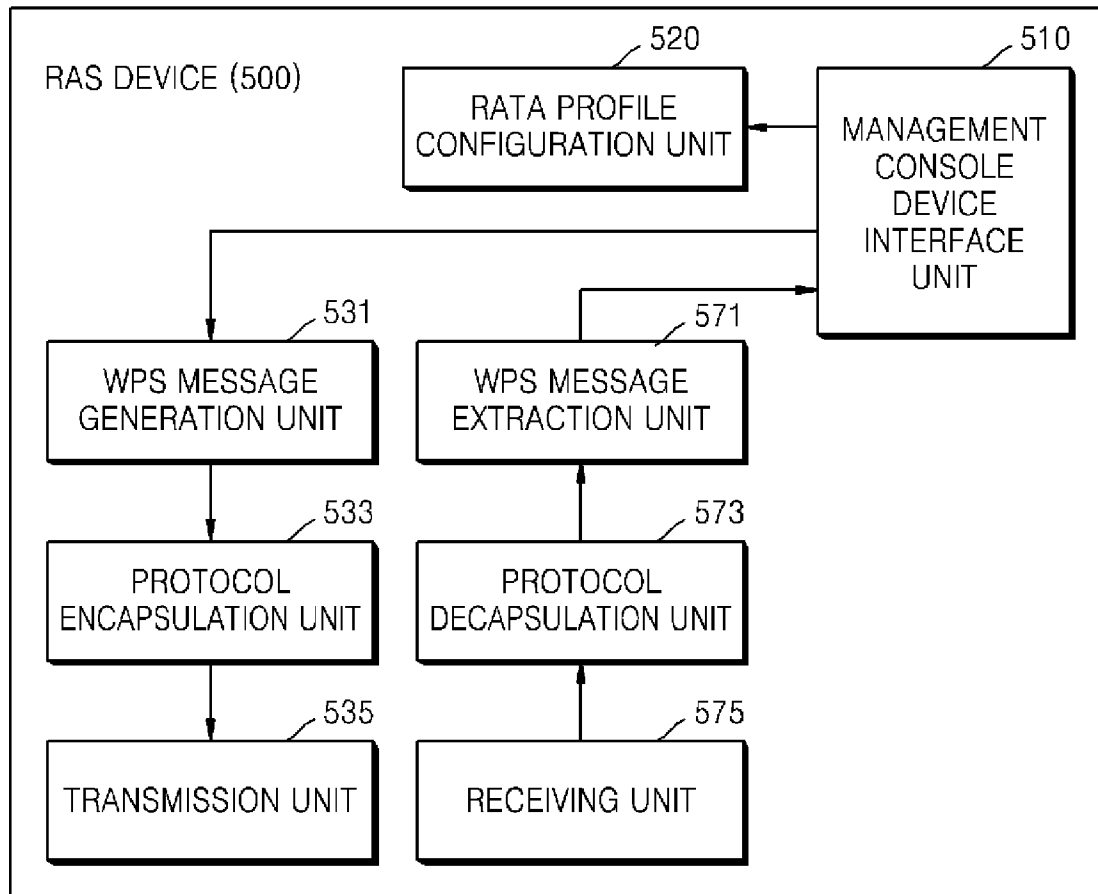 RAS DEVICE (500)
520
RATA PROFILE
CONFIGURATION UNIT
510
MANAGEMENT
CONSOLE
DEVICE
INTERFACE
UNIT
531
WPS MESSAGE
GENERATION UNIT
571
WPS MESSAGE
EXTRACTION UNIT
533
PROTOCOL
ENCAPSULATION UNIT
573
PROTOCOL
DECAPSULATION UNIT
535
TRANSMISSION UNIT
575
RECEIVING UNIT